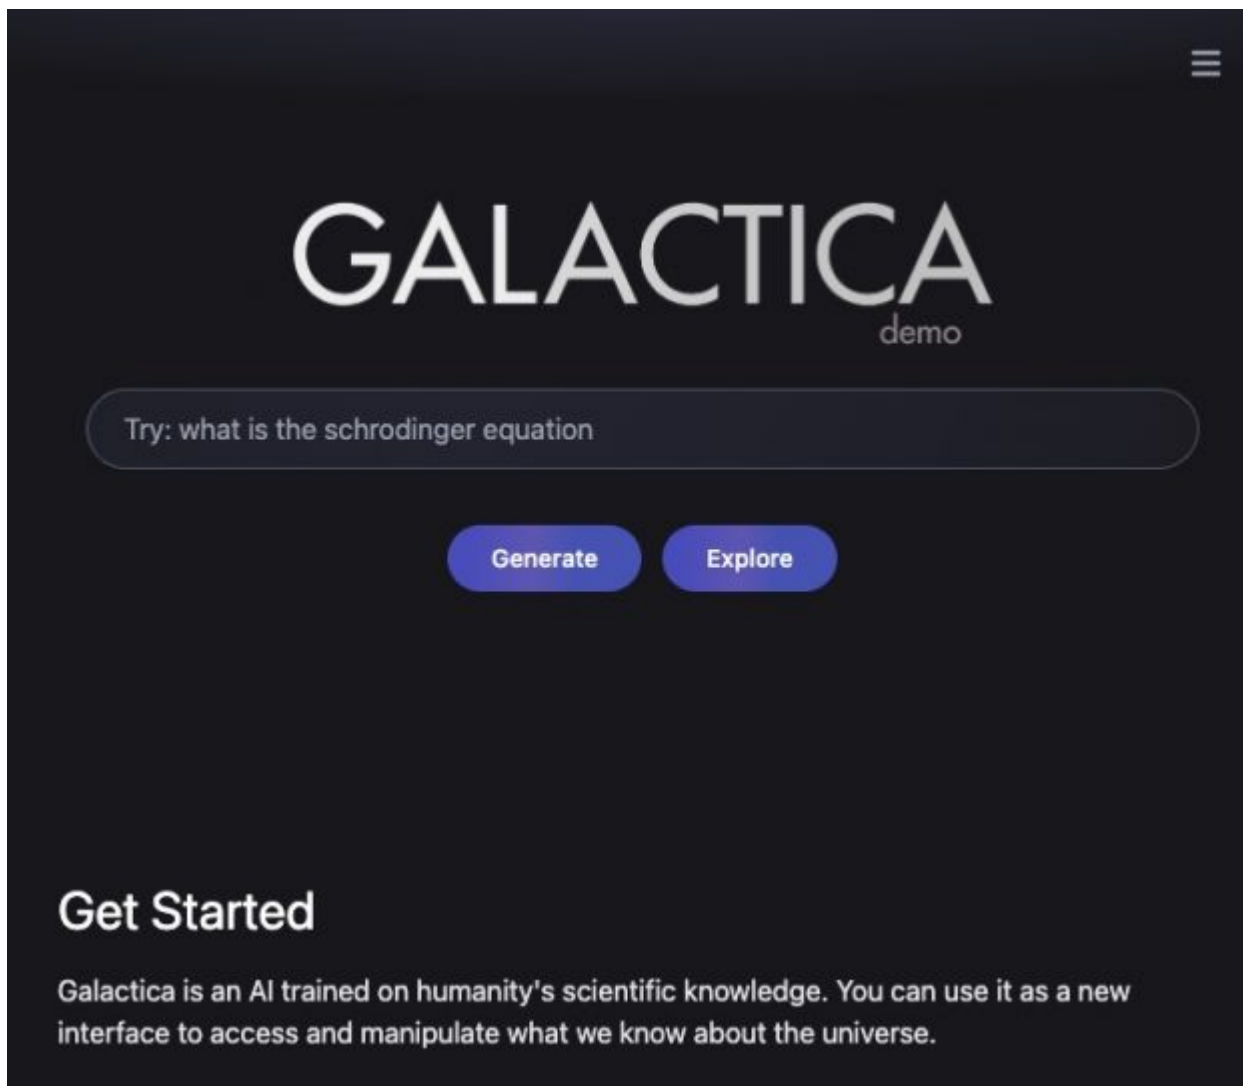 GALACTICA
demo
Try: what is the schrodinger equation
Generate Explore
Get Started
Galactica is an AI trained on humanity's scientific knowledge. You can use it as a new
interface to access and manipulate what we know about the universe.